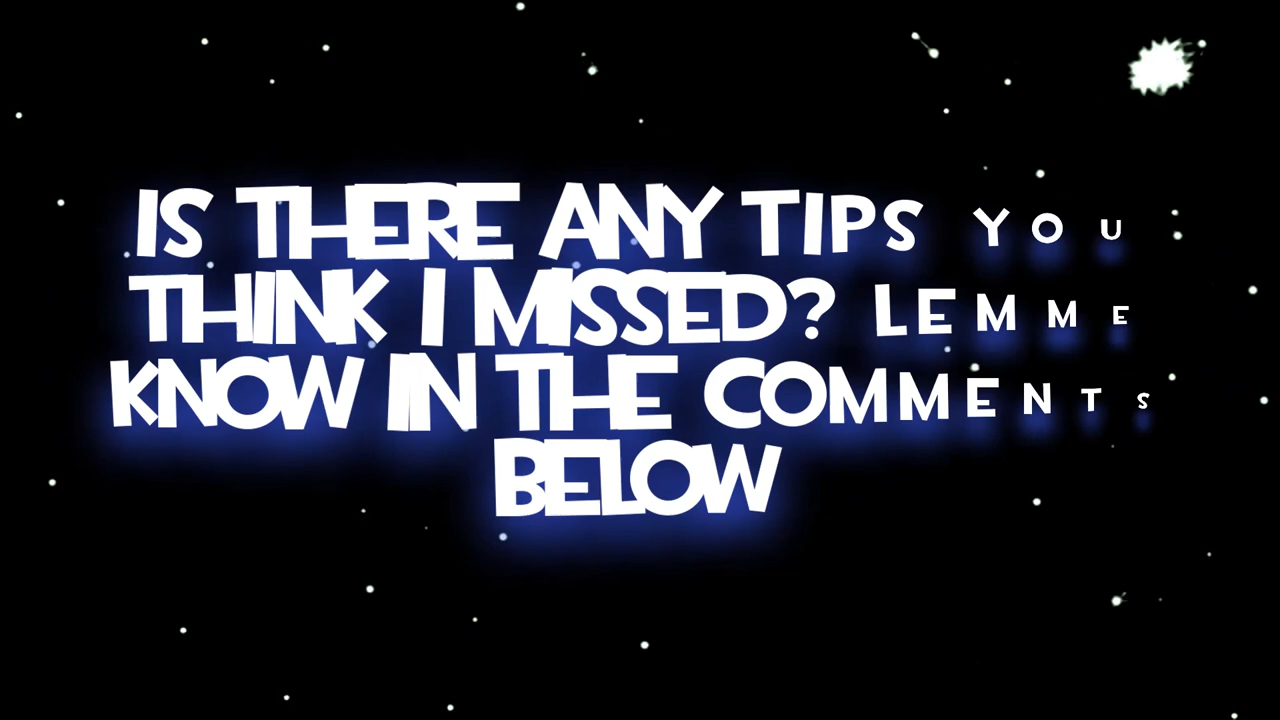 IS THERE ANY TIPS YOU
THINK I MISSED? LEMME
KNOW IN THE COMMENTS
BELOW